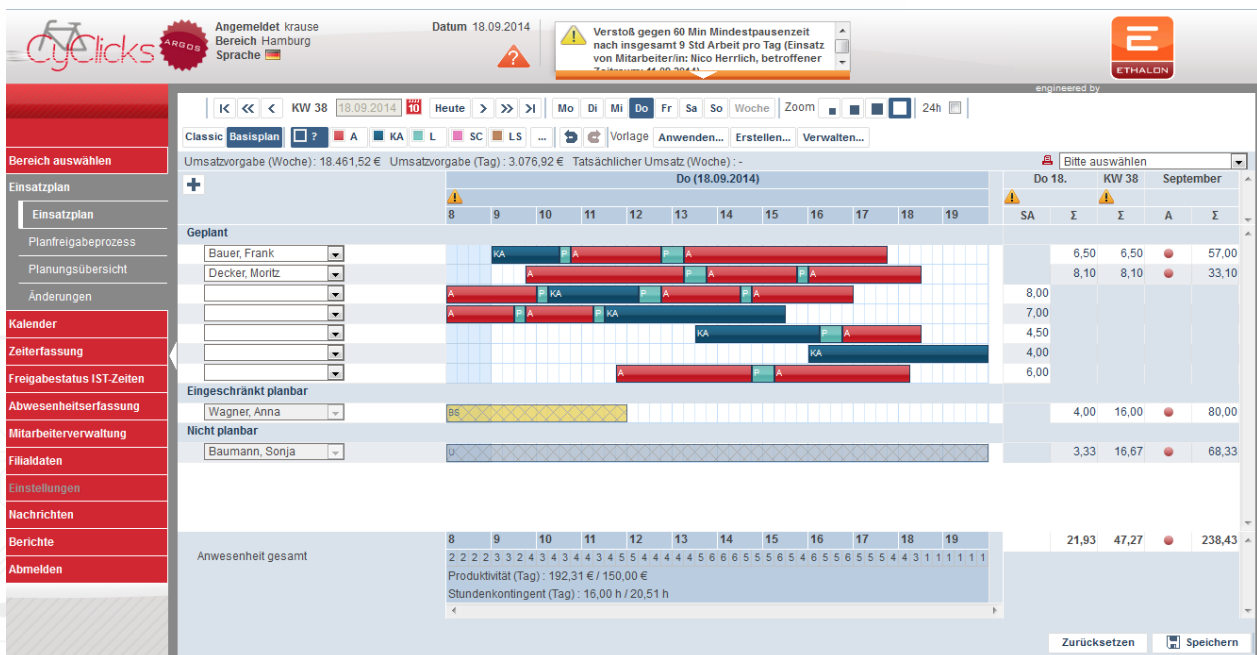 CyClicks ARGOS
Angemeldet krause
Bereich Hamburg
Sprache
Datum 18.09.2014
Verstoß gegen 60 Min Mindestpausenzeit
nach insgesamt 9 Std Arbeit pro Tag (Einsatz
von Mitarbeiter/in: Nico Herrlich, betroffener
ETHALON
engineered by
KW 38 18.09.2014 10 Heute Mo Di Mi Do Fr Sa So Woche Zoom 24h
Classic Basisplan ? A KA L SC LS ... Vorlage Anwenden... Erstellen... Verwalten...
Umsatzvorgabe (Woche) : 18.461,52 € Umsatzvorgabe (Tag) : 3.076,92 € Tatsächlicher Umsatz (Woche) : - Bitte auswählen
Bereich auswählen
Einsatzplan
Einsatzplan
Planfreigabeprozess
Planungsübersicht
Änderungen
Kalender
Zeiterfassung
Freigabestatus IST-Zeiten
Abwesenheitserfassung
Mitarbeiterverwaltung
Filialdaten
Einstellungen
Nachrichten
Berichte
Abmelden
Do (18.09.2014) Do 18. KW 38 September
8 9 10 11 12 13 14 15 16 17 18 19 SA Σ Σ A Σ
Geplant
Bauer, Frank KA P A P A 6,50 6,50 57,00
Decker, Moritz A P A P A 8,10 8,10 33,10
A P KA P A P A 8,00
A P A P KA 7,00
KA P A 4,50
KA 4,00
A P A 6,00
Eingeschränkt planbar
Wagner, Anna BS 4,00 16,00 80,00
Nicht planbar
Baumann, Sonja U 3,33 16,67 68,33
8 9 10 11 12 13 14 15 16 17 18 19 21,93 47,27 238,43
Anwesenheit gesamt 2 2 2 2 3 3 2 4 3 4 3 4 4 3 4 5 5 4 4 4 4 4 5 6 6 6 5 5 5 6 5 4 6 5 5 6 5 5 5 4 4 3 1 1 1 1 1 1
Produktivität (Tag) : 192,31 € / 150,00 €
Stundenkontingent (Tag) : 16,00 h / 20,51 h
Zurücksetzen Speichern